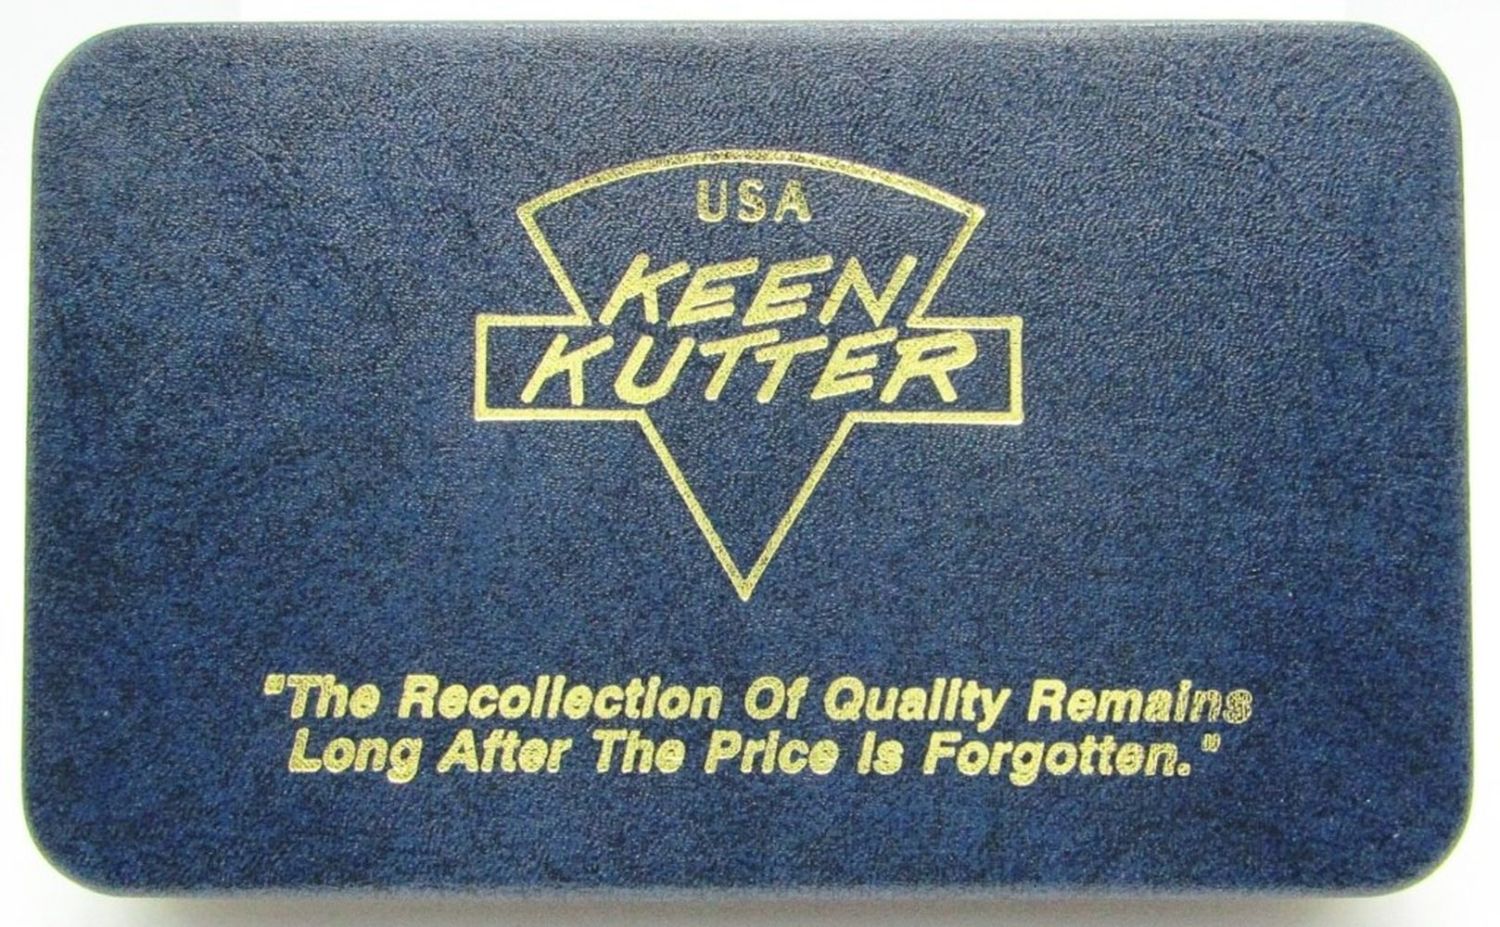 USA
KEEN
KUTTER
"The Recollection Of Quality Remains
Long After The Price Is Forgotten."